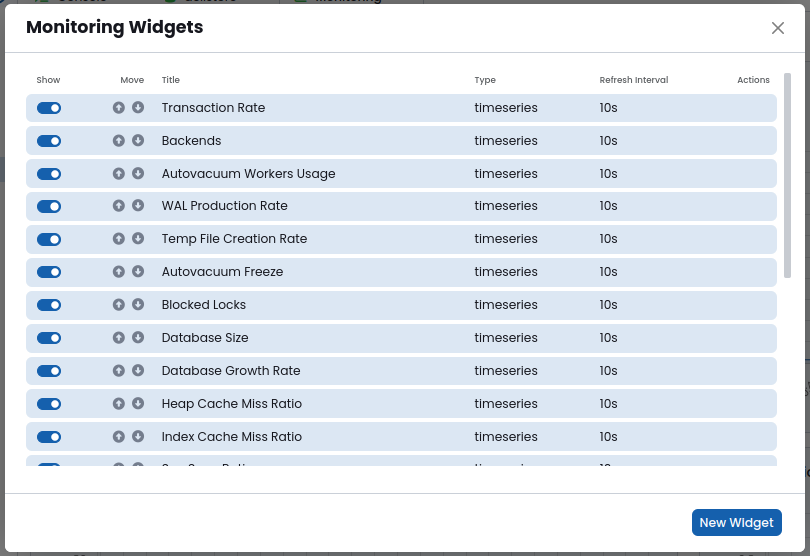 Monitoring Widgets
Show Move Title Type Refresh Interval Actions
Transaction Rate timeseries 10s
Backends timeseries 10s
Autovacuum Workers Usage timeseries 10s
WAL Production Rate timeseries 10s
Temp File Creation Rate timeseries 10s
Autovacuum Freeze timeseries 10s
Blocked Locks timeseries 10s
Database Size timeseries 10s
Database Growth Rate timeseries 10s
Heap Cache Miss Ratio timeseries 10s
Index Cache Miss Ratio timeseries 10s
New Widget